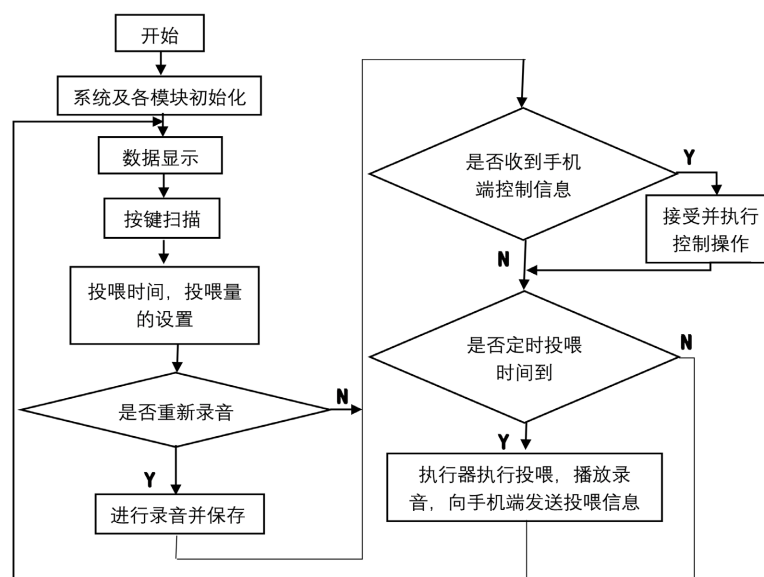 开始
系统及各模块初始化
数据显示
按键扫描
投喂时间，投喂量
的设置
是否重新录音
N
Y
进行录音并保存
是否收到手机
端控制信息
Y
接受并执行
控制操作
N
是否定时投喂
时间到
N
Y
执行器执行投喂，播放录
音，向手机端发送投喂信息